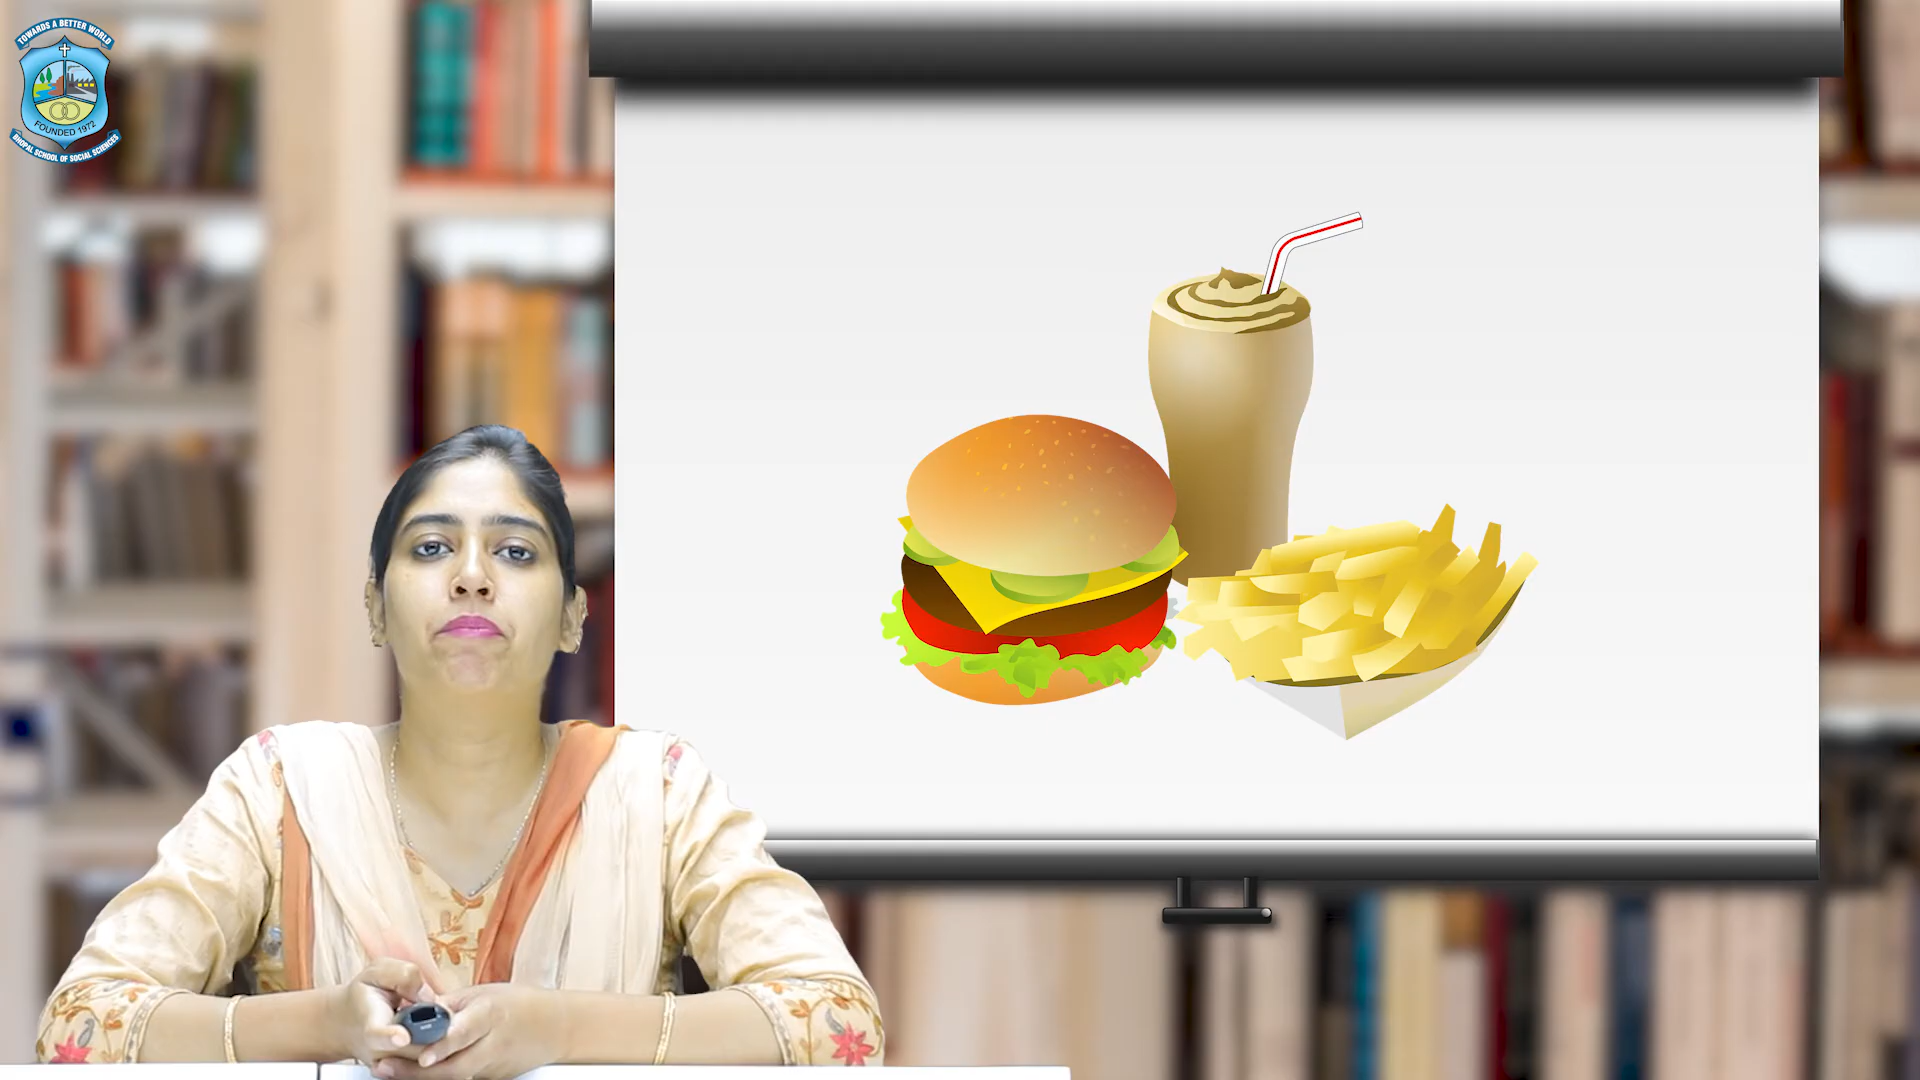 TOWARDS A BETTER WORLD
FOUNDED 1972
BHOPAL SCHOOL OF SOCIAL SCIENCES